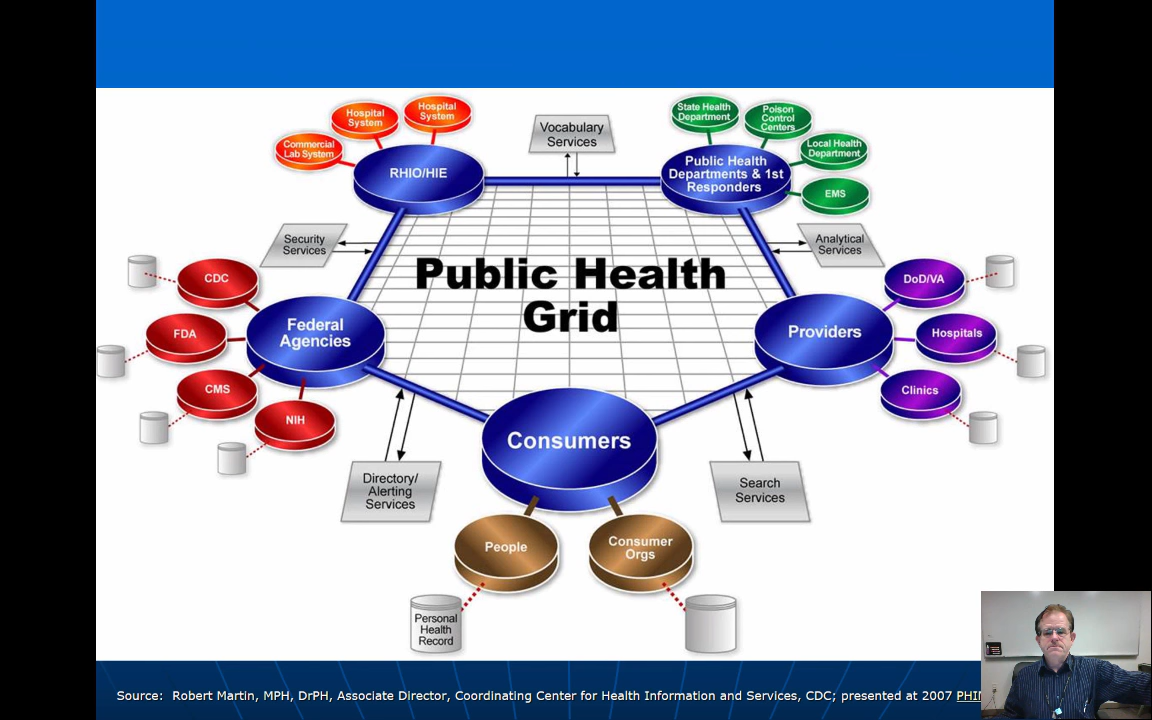 Hospital
System
Hospital
System
Commercial
Lab System
RHIO/HIE
Vocabulary
Services
State Health
Department
Poison
Control
Centers
Local Health
Department
EMS
Public Health
Departments & 1st
Responders
Security
Services
Analytical
Services
Public Health
Grid
CDC
FDA
CMS
NIH
Federal
Agencies
Providers
DoD/VA
Hospitals
Clinics
Consumers
Directory/
Alerting
Services
Search
Services
People
Consumer
Orgs
Personal
Health
Record
Source: Robert Martin, MPH, DrPH, Associate Director, Coordinating Center for Health Information and Services, CDC; presented at 2007